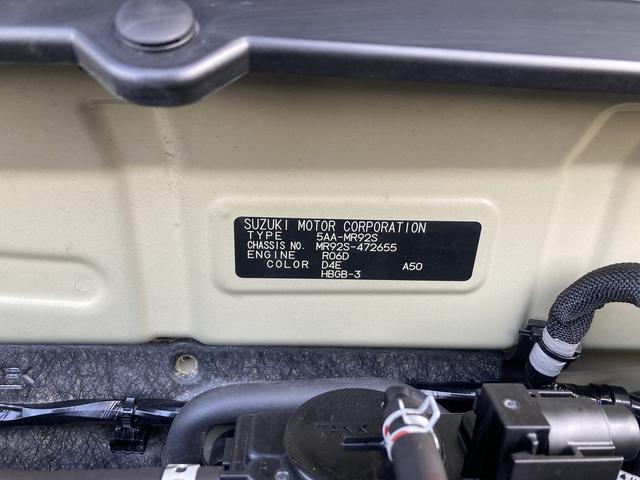 SUZUKI MOTOR CORPORATION
TYPE 5AA-MR92S
CHASSIS NO. MR92S-472655
ENGINE R06D
COLOR D4E A50
HBGB-3
TANK